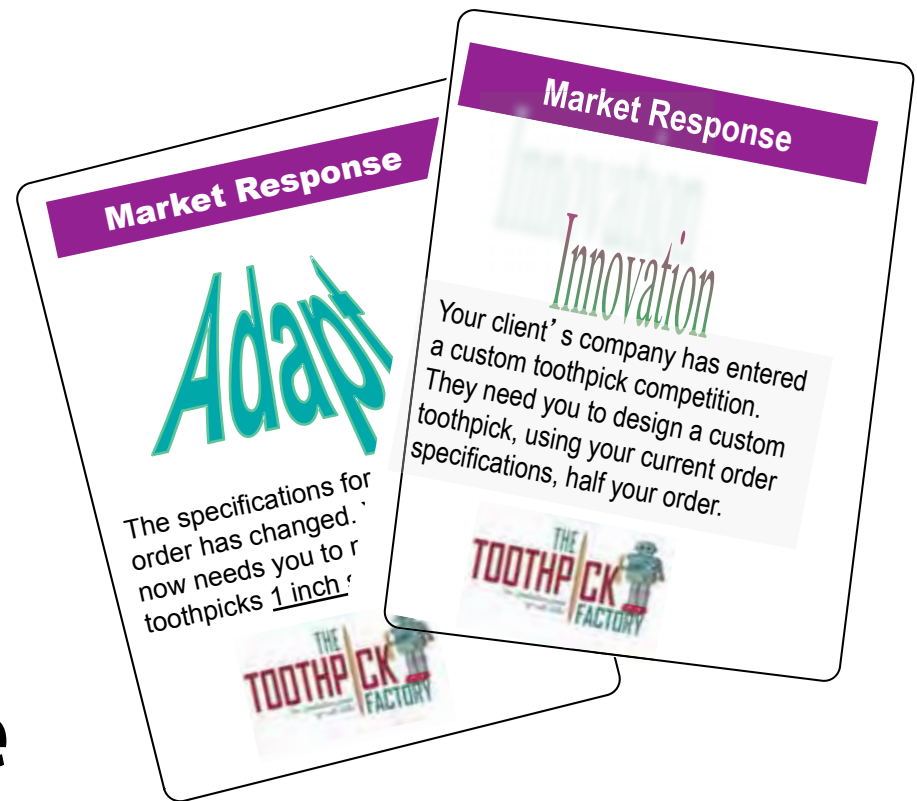 Market Response
Adapt
The specifications for
order has changed.
now needs you to
toothpicks 1 inch
THE
TOOTHPICK
FACTORY
Market Response
Innovation
Your client’s company has entered
a custom toothpick competition.
They need you to design a custom
toothpick, using your current order
specifications, half your order.
THE
TOOTHPICK
FACTORY
e